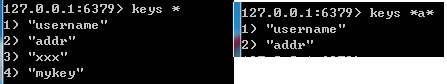 127.0.0.1:6379> keys *
1) "username"
2) "addr"
3) "xxx"
4) "mykey"
127.0.0.1:6379> keys *a*
1) "username"
2) "addr"